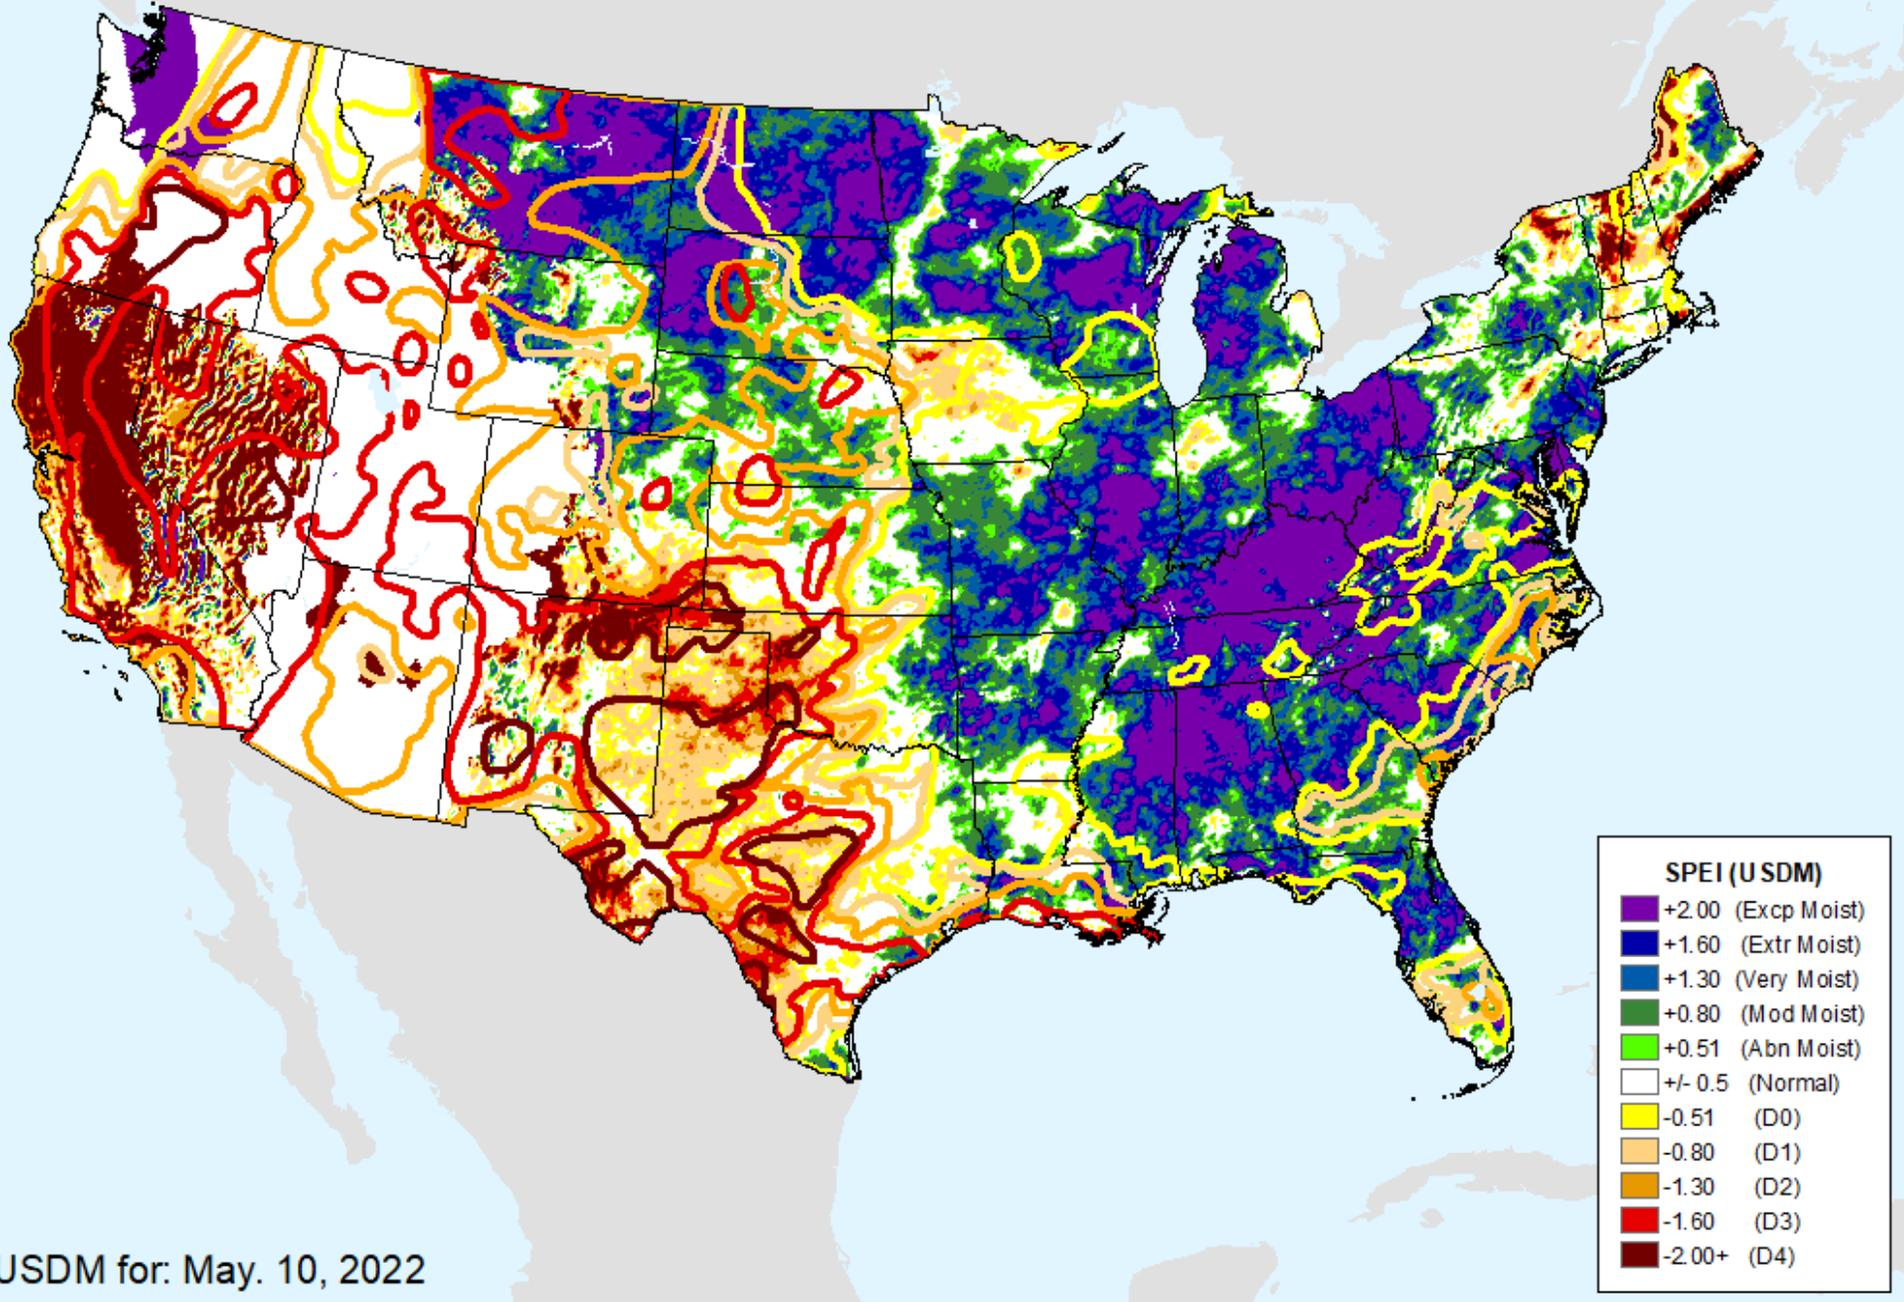 SPEI (USDM)
+2.00 (Excp Moist)
+1.60 (Extr Moist)
+1.30 (Very Moist)
+0.80 (Mod Moist)
+0.51 (Abn Moist)
+/- 0.5 (Normal)
-0.51 (D0)
-0.80 (D1)
-1.30 (D2)
-1.60 (D3)
-2.00+ (D4)
USDM for: May. 10, 2022